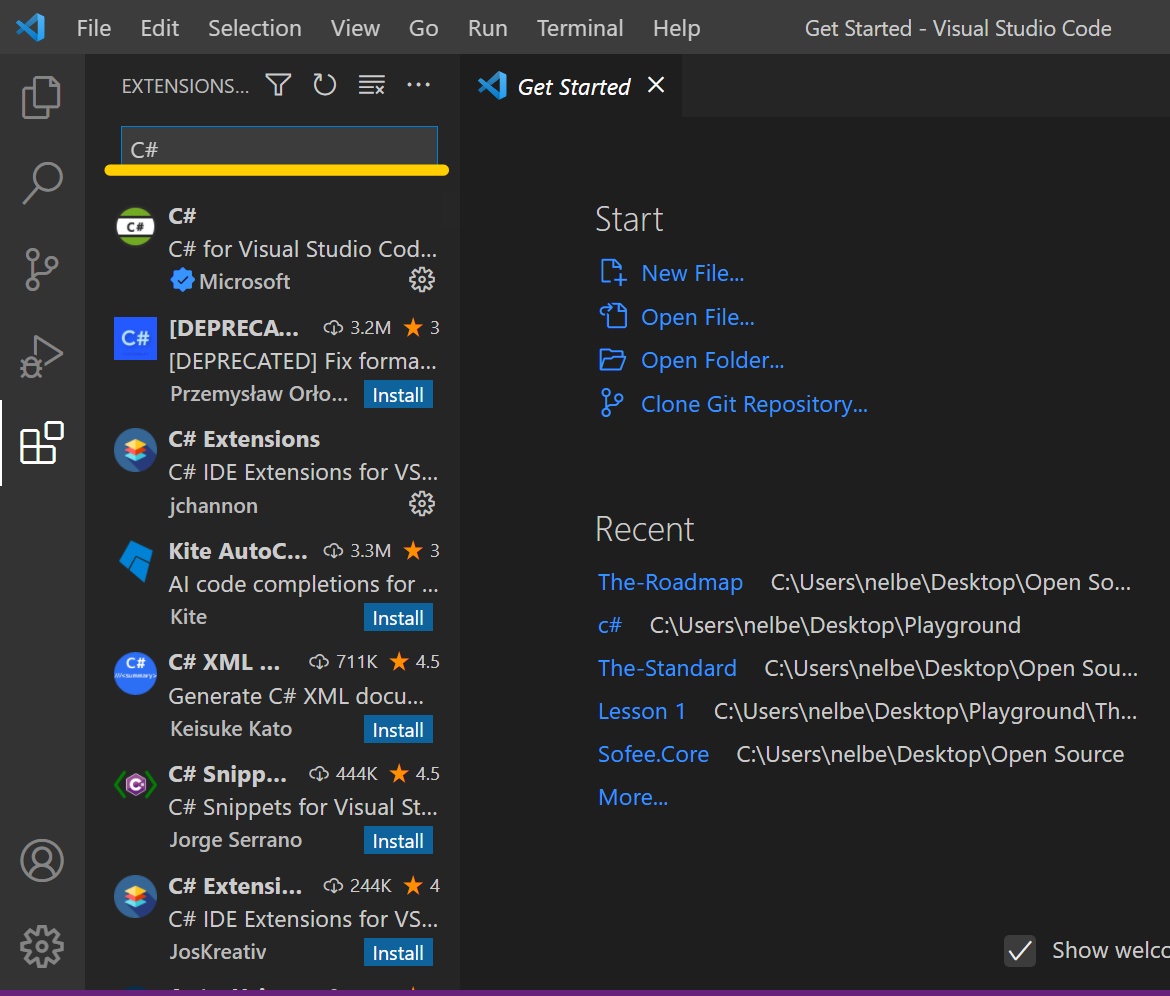 File Edit Selection View Go Run Terminal Help Get Started - Visual Studio Code
EXTENSIONS...
Get Started
C#
C#
C#
C# for Visual Studio Cod...
Microsoft
C#
[DEPRECA... 3.2M 3
[DEPRECATED] Fix forma...
Przemysław Orło... Install
C# Extensions
C# IDE Extensions for VS...
jchannon
Kite AutoC... 3.3M 3
AI code completions for ...
Kite Install
C#
///<summary>
C# XML ... 711K 4.5
Generate C# XML docu...
Keisuke Kato Install
C# Snipp... 444K 4.5
C# Snippets for Visual St...
Jorge Serrano Install
C# Extensi... 244K 4
C# IDE Extensions for VS...
JosKreativ Install
Start
New File...
Open File...
Open Folder...
Clone Git Repository...
Recent
The-Roadmap C:\Users\nelbe\Desktop\Open So...
c# C:\Users\nelbe\Desktop\Playground
The-Standard C:\Users\nelbe\Desktop\Open Sou...
Lesson 1 C:\Users\nelbe\Desktop\Playground\Th...
Sofee.Core C:\Users\nelbe\Desktop\Open Source
More...
Show welco